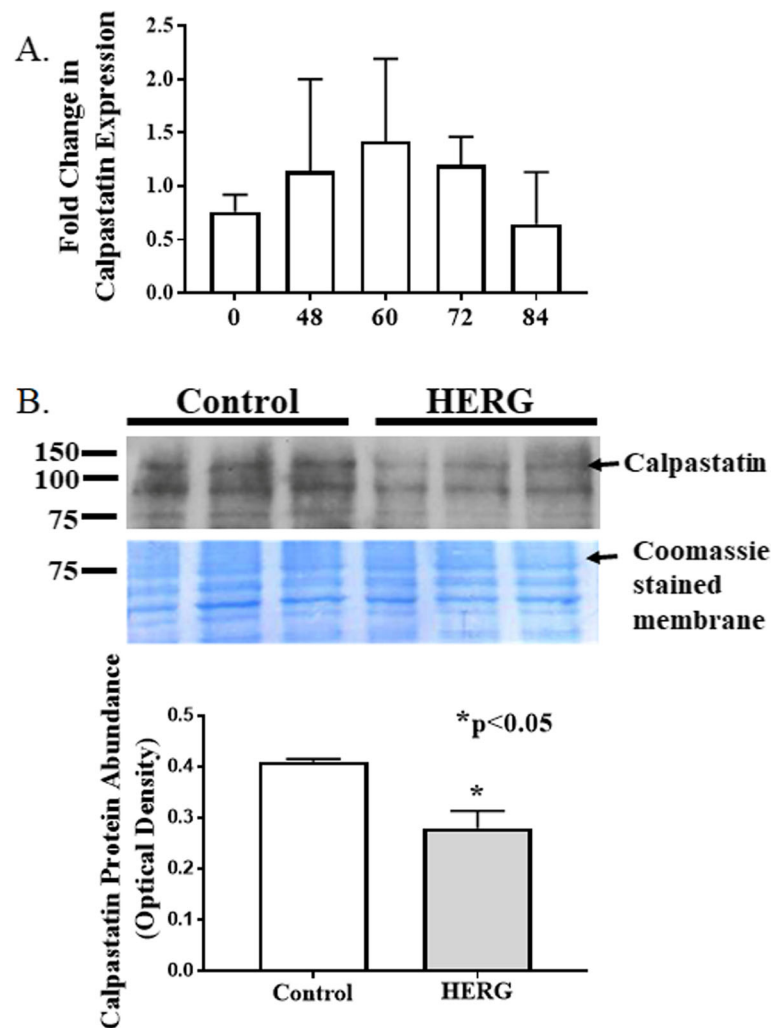 A.
Fold Change in
Calpastatin Expression
2.5
2.0
1.5
1.0
0.5
0.0
0 48 60 72 84
B.
Control HERG
150
100
75
Calpastatin
75
Coomassie
stained
membrane
Calpastatin Protein Abundance
(Optical Density)
0.5
0.4
0.3
0.2
0.1
0.0
*p<0.05
*
Control HERG